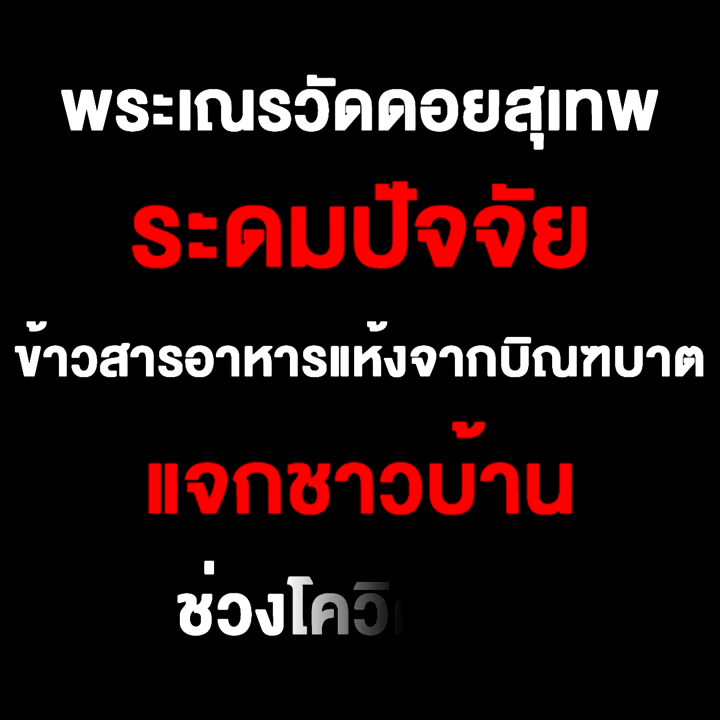 พระเณรวัดดอยสุเทพ
ระดมปัจจัย
ข้าวสารอาหารแห้งจากบิณฑบาต
แจกชาวบ้าน
ช่วงโควิ